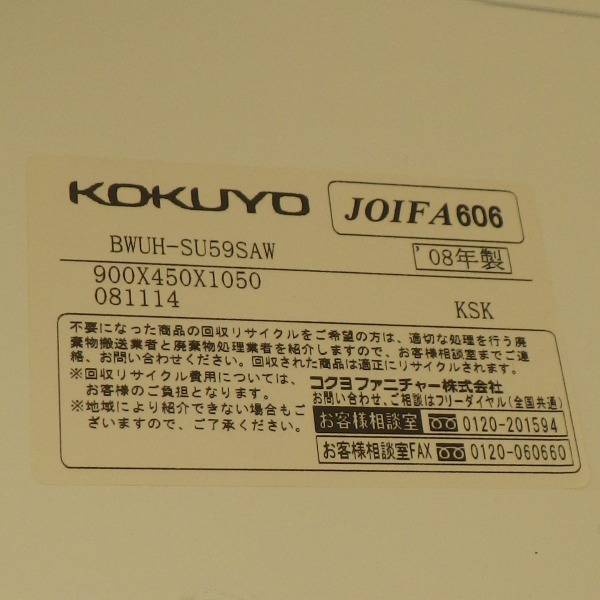 KOKUYO
JOIFA606
BWUH-SU59SAW
'08年製
900X450X1050
081114
KSK
不要になった商品の回収リサイクルをご希望の方は、適切な処理を行う廃
棄物搬送業者と廃棄物処理業者を紹介しますので、お客様相談室までご連
絡、お問い合わせください。回収された商品は適正にリサイクルされます。
※回収リサイクル費用については、
お客様のご負担となります。
※地域により紹介できない場合もご
ざいますので、ご了承ください。
コクヨファニチャー株式会社
お問い合わせ、ご相談はフリーダイヤル(全国共通)
お客様相談室 0120-201594
お客様相談室FAX 0120-060660